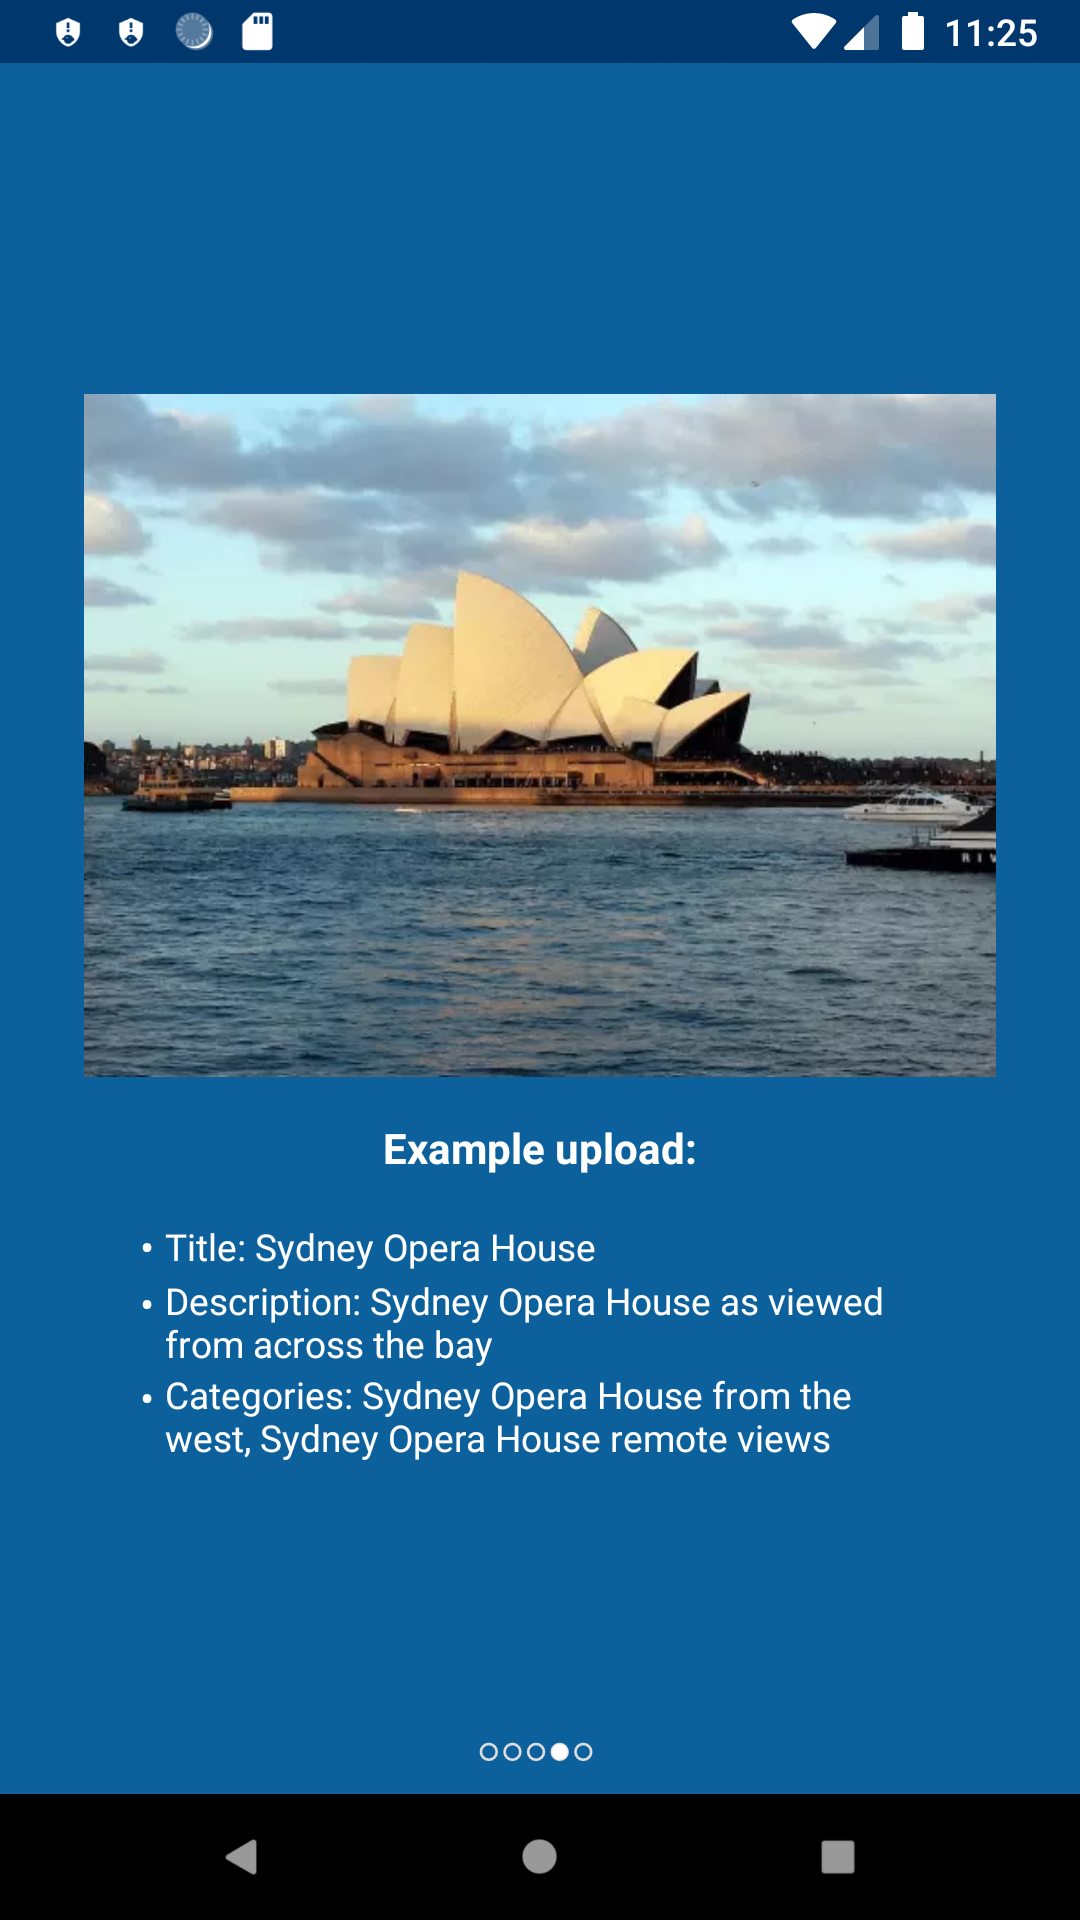 11:25
Example upload:
• Title: Sydney Opera House
• Description: Sydney Opera House as viewed
from across the bay
• Categories: Sydney Opera House from the
west, Sydney Opera House remote views